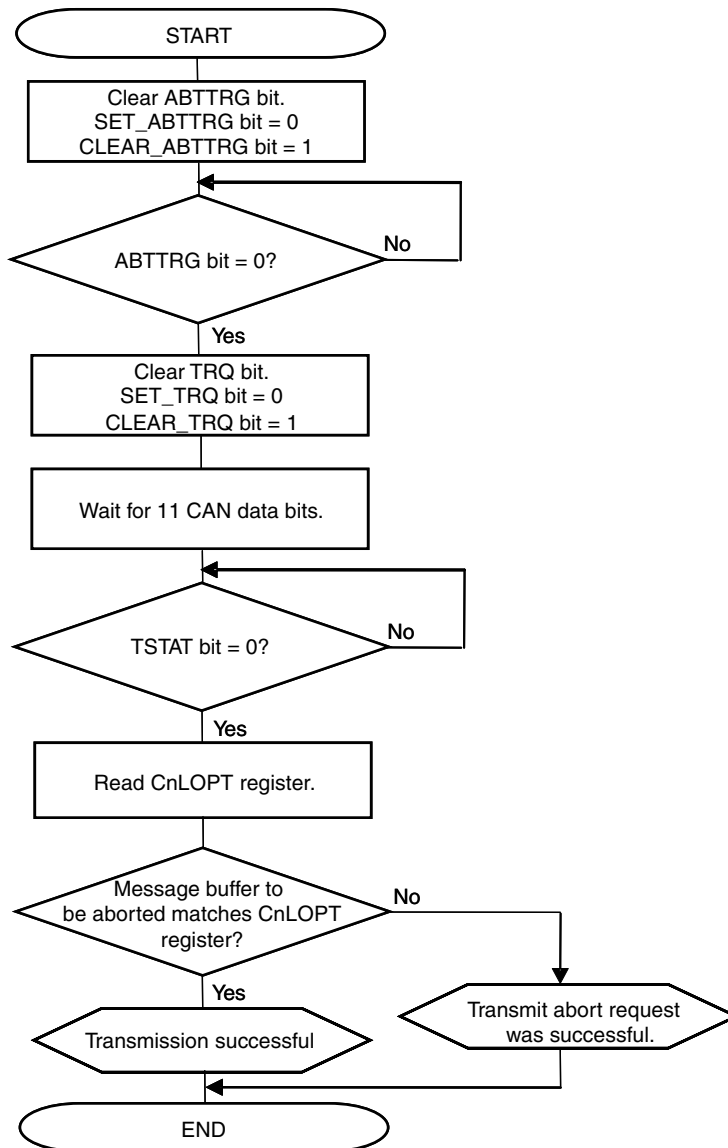 START
Clear ABTTRG bit.
SET_ABTTRG bit = 0
CLEAR_ABTTRG bit = 1
No
ABTTRG bit = 0?
Yes
Clear TRQ bit.
SET_TRQ bit = 0
CLEAR_TRQ bit = 1
Wait for 11 CAN data bits.
No
TSTAT bit = 0?
Yes
Read CnLOPT register.
Message buffer to
be aborted matches CnLOPT
register?
No
Yes
Transmission successful
Transmit abort request
was successful.
END